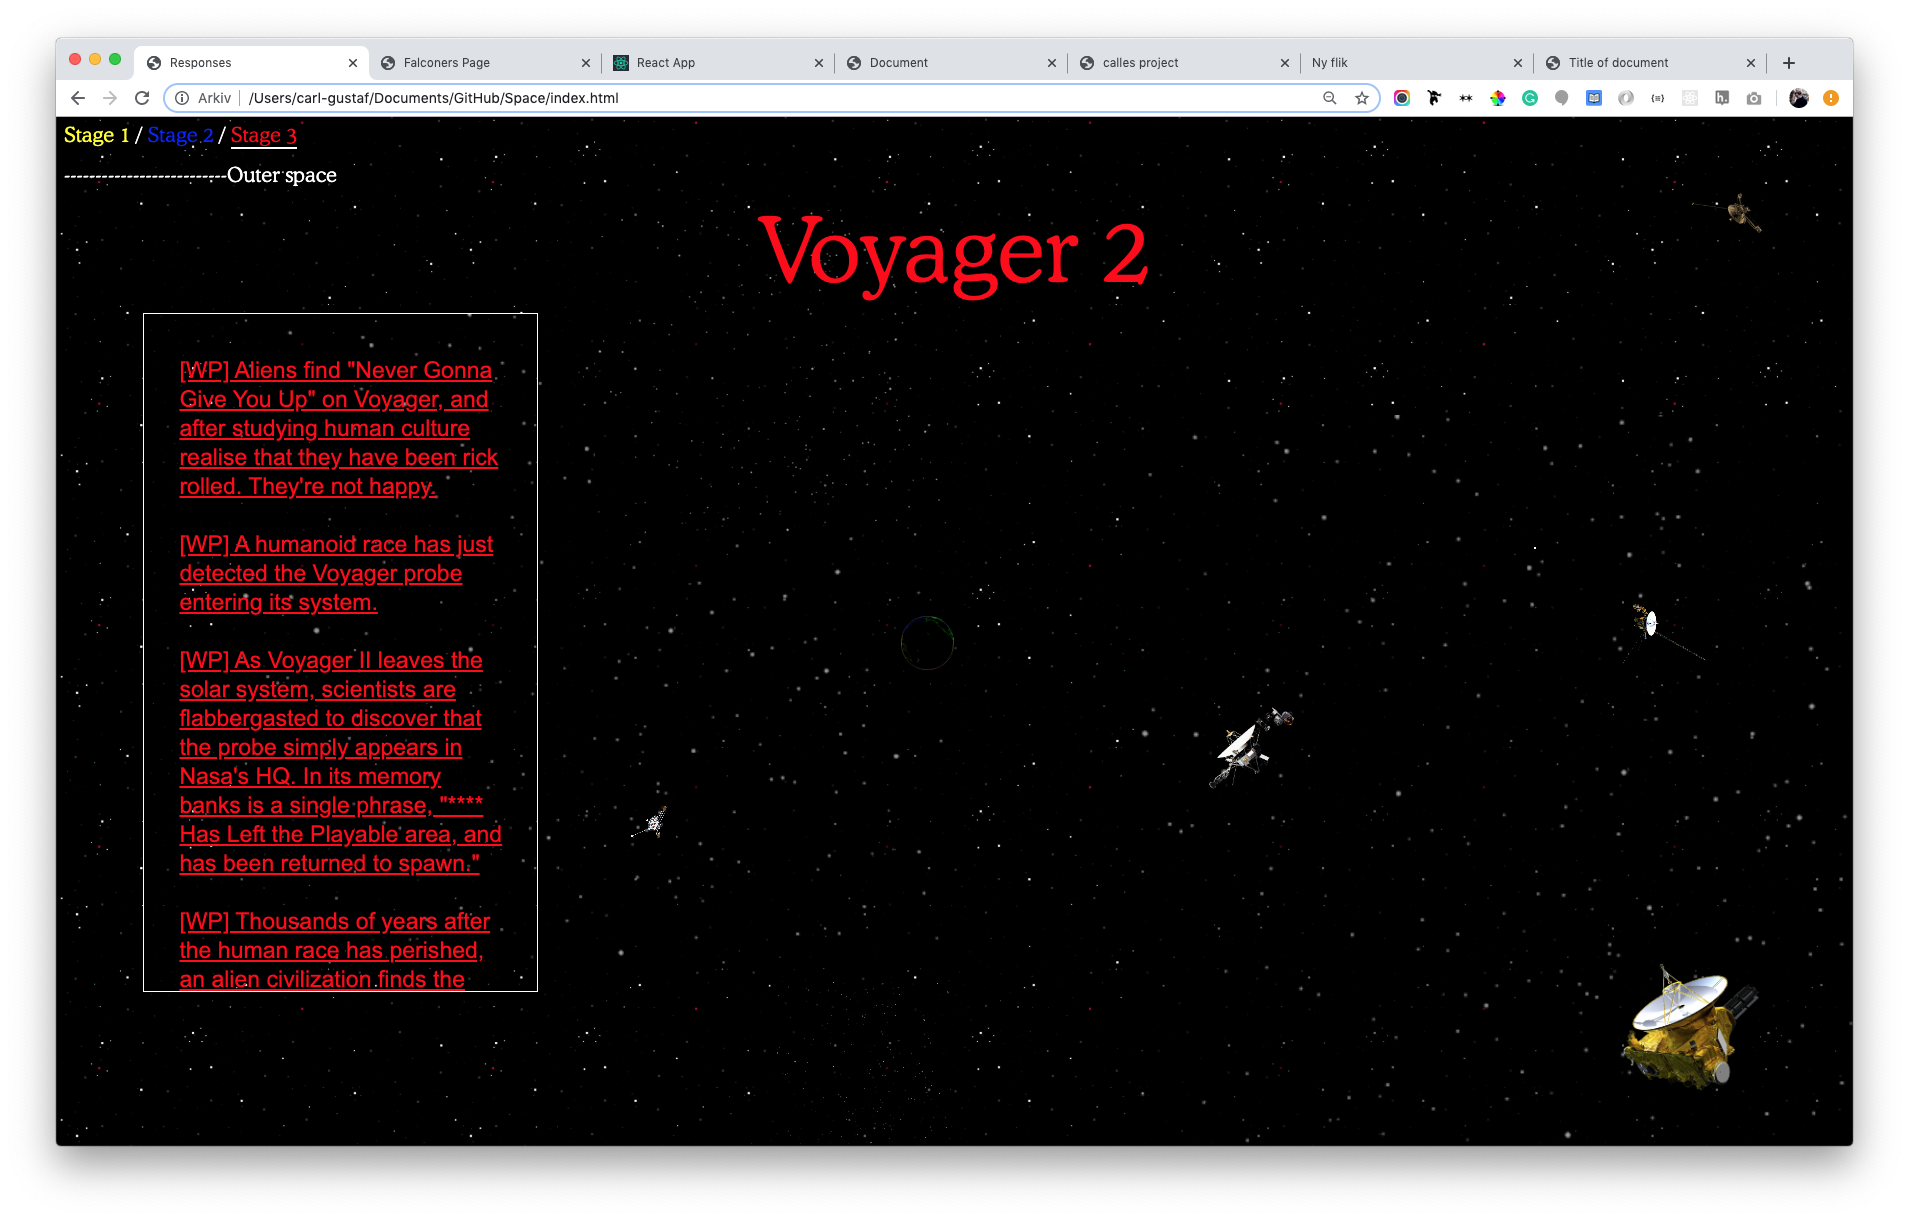 Responses
Falconers Page
React App
Document
calles project
Ny flik
Title of document
Arkiv
/Users/carl-gustaf/Documents/GitHub/Space/index.html
Stage 1 / Stage 2 / Stage 3
--------------------------Outer space
Voyager 2
[WP] Aliens find "Never Gonna
Give You Up" on Voyager, and
after studying human culture
realise that they have been rick
rolled. They're not happy.
[WP] A humanoid race has just
detected the Voyager probe
entering its system.
[WP] As Voyager II leaves the
solar system, scientists are
flabbergasted to discover that
the probe simply appears in
Nasa's HQ. In its memory
banks is a single phrase, "****
Has Left the Playable area, and
has been returned to spawn."
[WP] Thousands of years after
the human race has perished,
an alien civilization finds the